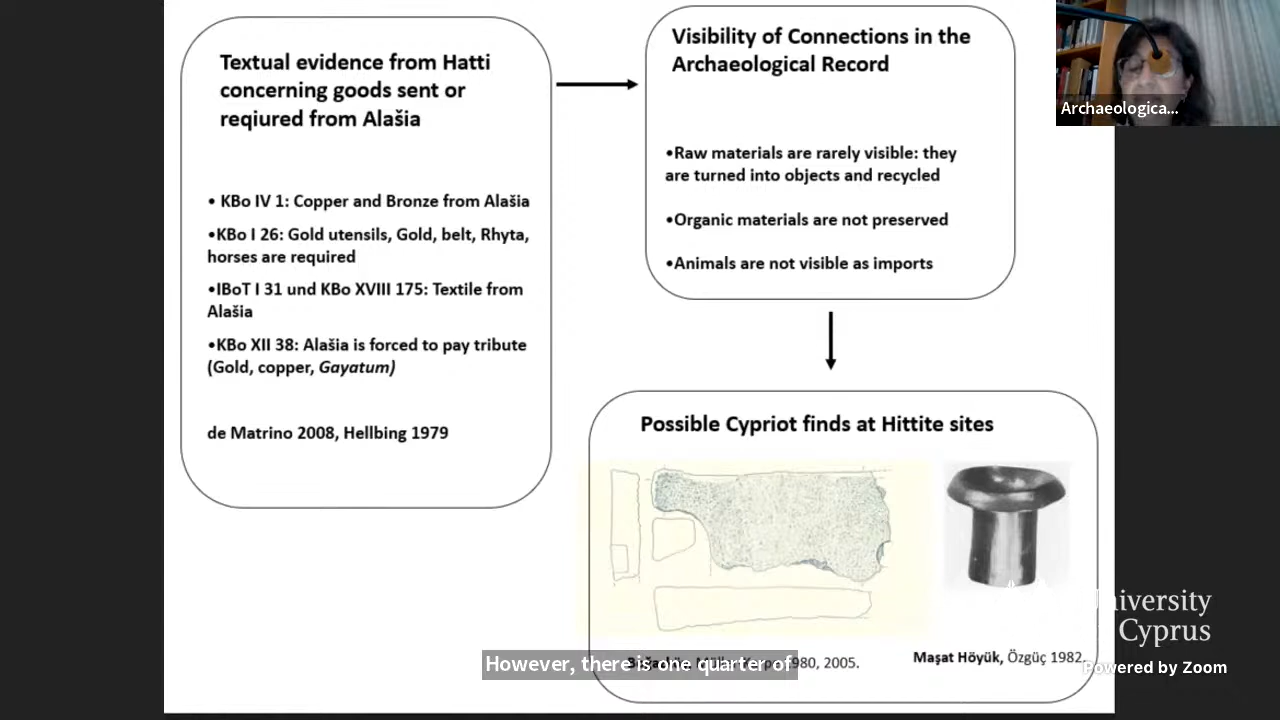 Textual evidence from Hatti
concerning goods sent or
reqiured from Alašia
• KBo IV 1: Copper and Bronze from Alašia
•KBo I 26: Gold utensils, Gold, belt, Rhyta,
horses are required
•IBoT I 31 und KBo XVIII 175: Textile from
Alašia
•KBo XII 38: Alašia is forced to pay tribute
(Gold, copper, Gayatum)
de Matrino 2008, Hellbing 1979
Visibility of Connections in the
Archaeological Record
•Raw materials are rarely visible: they
are turned into objects and recycled
•Organic materials are not preserved
•Animals are not visible as imports
Possible Cypriot finds at Hittite sites
980, 2005.
Maşat Höyük, Özgüç 1982.
However, there is one quarter of
Archaeologica...
University
Cyprus
Powered by Zoom